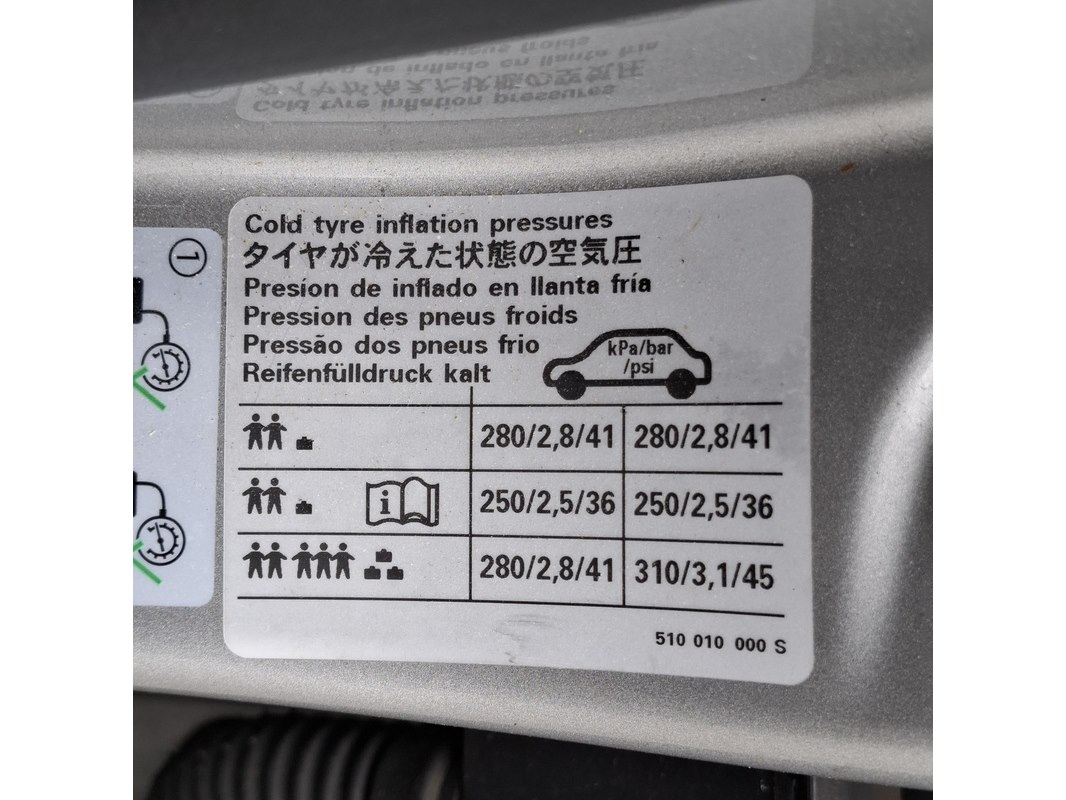 Cold tyre inflation pressures
タイヤが冷えた状態の空気圧
Presíon de inflado en llanta fría
Pression des pneus froids
Pressão dos pneus frio
Reifenfülldruck kalt
kPa/bar
/psi
280/2,8/41 280/2,8/41
i 250/2,5/36 250/2,5/36
280/2,8/41 310/3,1/45
510 010 000 S
1